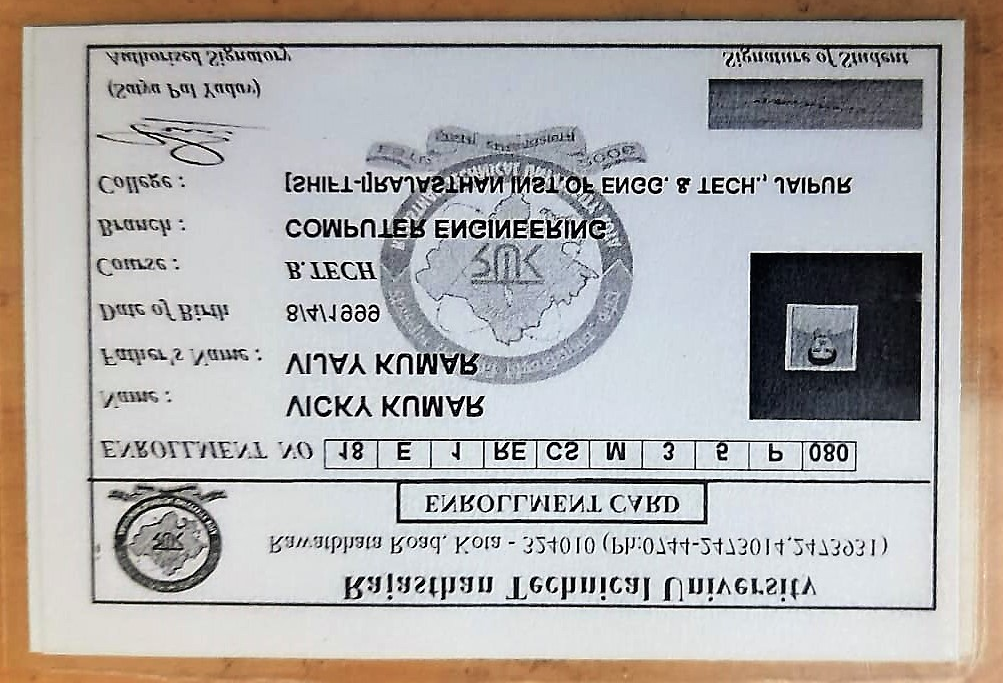 Rajasthan Technical University
Rawatbhata Road, Kota - 324010 (Ph:0744-2473014,2473931)
ENROLLMENT CARD
ENROLLMENT NO 18 E 1 RE CS M 3 5 P 080
Name : VICKY KUMAR
Father's Name : VIJAY KUMAR
Date of Birth 8/4/1999
Course : B.TECH
Branch : COMPUTER ENGINEERING
College : [SHIFT-I]RAJASTHAN INST.OF ENGG. & TECH., JAIPUR
(Satya Pal Yadav)
Authorised Signatory
Signature of Student